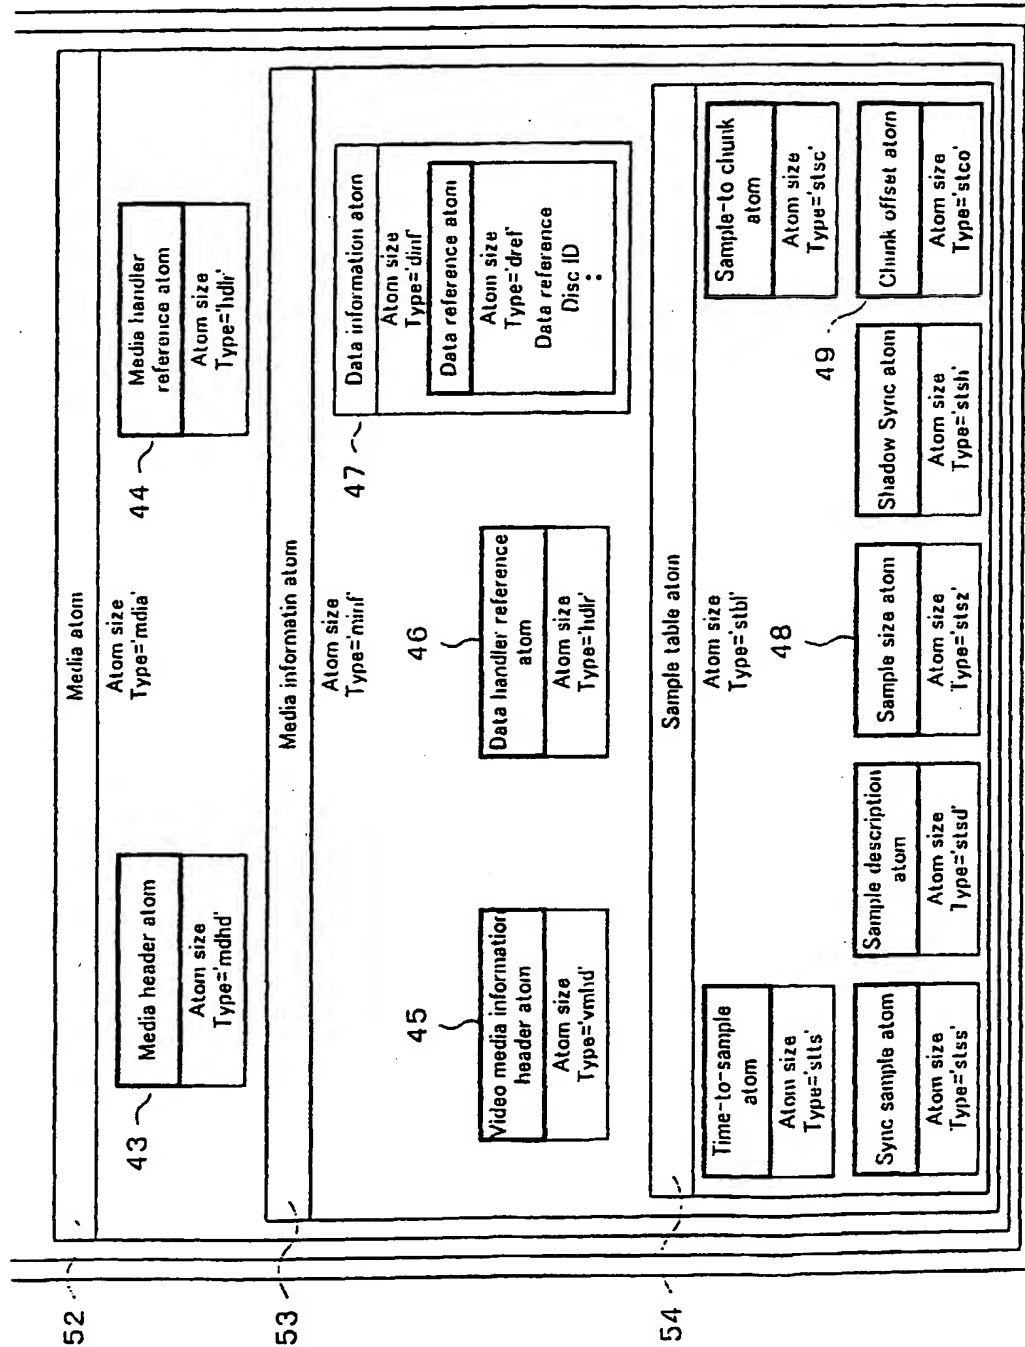 52
Media atom
Atom size
Type='mdia'
43
Media header atom
Atom size
Type='mdhd'
44
Media handler
reference atom
Atom size
Type='hdlr'
53
Media informatin atom
Atom size
Type='minf'
45
Video media information
header atom
Atom size
Type='vmhd'
46
Data handler reference
atom
Atom size
Type='hdlr'
47
Data information atom
Atom size
Type='dinf'
Data reference atom
Atom size
Type='dref'
Data reference
Disc ID
⋮
54
Sample table atom
Atom size
Type='stbl'
Time-to-sample
atom
Atom size
Type='stts'
Sample-to chunk
atom
Atom size
Type='stsc'
Sync sample atom
Atom size
Type='stss'
Sample description
atom
Atom size
Type='stsd'
48
Sample size atom
Atom size
Type='stsz'
Shadow Sync atom
Atom size
Type='stsh'
49
Chunk offset atom
Atom size
Type='stco'